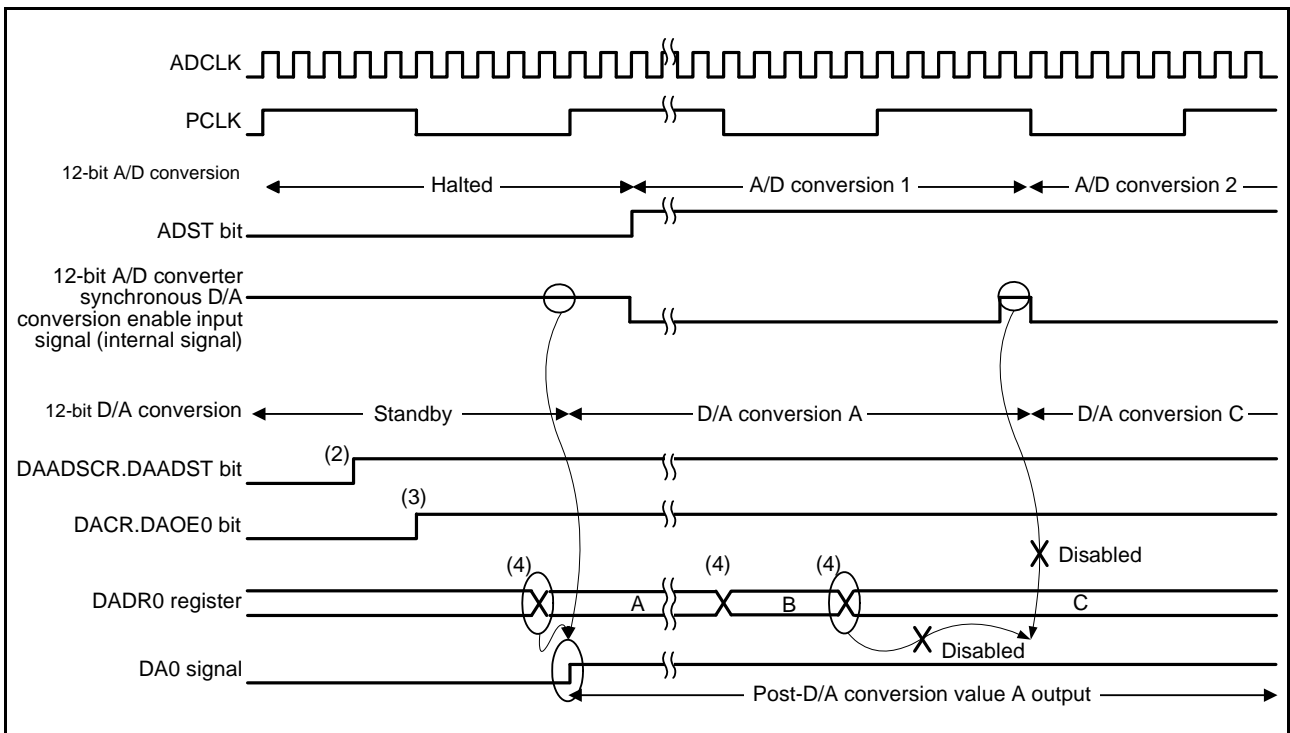 ADCLK
PCLK
12-bit A/D conversion
Halted
A/D conversion 1
A/D conversion 2
ADST bit
12-bit A/D converter
synchronous D/A
conversion enable input
signal (internal signal)
12-bit D/A conversion
Standby
D/A conversion A
D/A conversion C
DAADSCR.DAADST bit
(2)
DACR.DAOE0 bit
(3)
Disabled
(4)
(4)
(4)
DADR0 register
A
B
C
Disabled
DA0 signal
Post-D/A conversion value A output